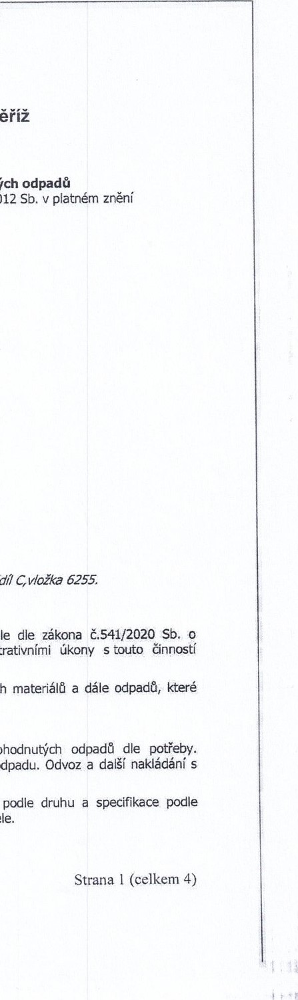 ěříž
ých odpadů
012 Sb. v platném znění
díl C,vložka 6255.
le dle zákona č.541/2020 Sb. o
trativními úkony s touto činností
h materiálů a dále odpadů, které
ohodnutých odpadů dle potřeby.
odpadu. Odvoz a další nakládání s
podle druhu a specifikace podle
ele.
Strana 1 (celkem 4)